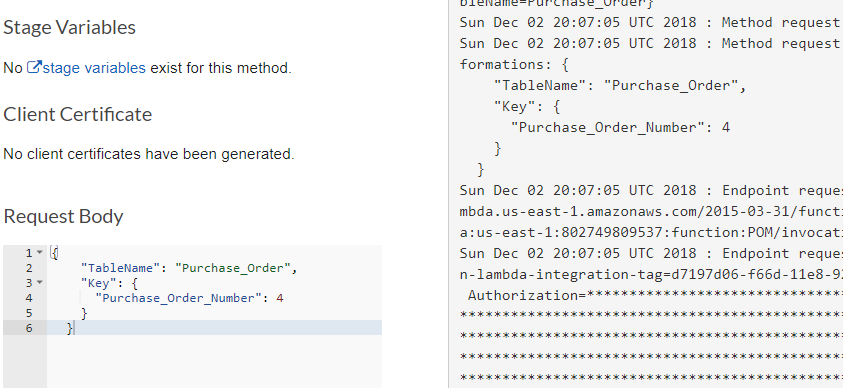 Stage Variables
No stage variables exist for this method.
Client Certificate
No client certificates have been generated.
Request Body
1 {
2 "TableName": "Purchase_Order",
3 "Key": {
4 "Purchase_Order_Number": 4
5 }
6 }
bleName=Purchase_Order}
Sun Dec 02 20:07:05 UTC 2018 : Method request
Sun Dec 02 20:07:05 UTC 2018 : Method request
formations: {
"TableName": "Purchase_Order",
"Key": {
"Purchase_Order_Number": 4
}
}
Sun Dec 02 20:07:05 UTC 2018 : Endpoint reques
mbda.us-east-1.amazonaws.com/2015-03-31/functi
a:us-east-1:802749809537:function:POM/invocati
Sun Dec 02 20:07:05 UTC 2018 : Endpoint reques
n-lambda-integration-tag=d7197d06-f66d-11e8-92
Authorization=********************************
**********************************************
**********************************************
**********************************************
**********************************************